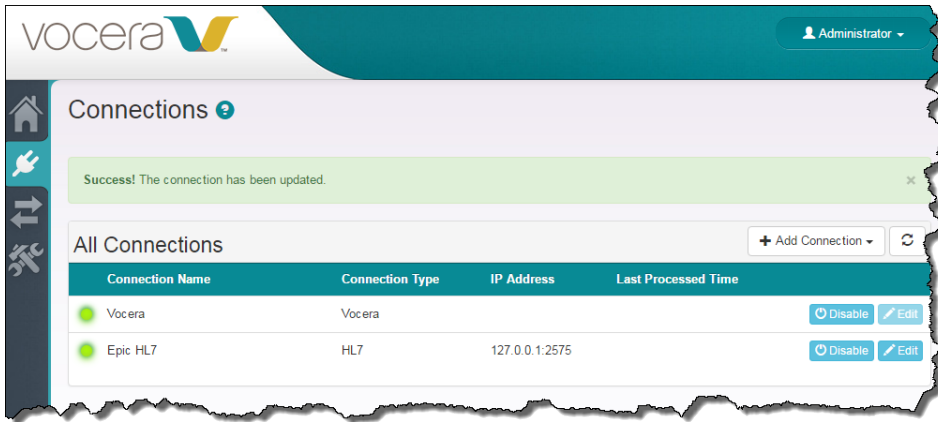 vocera
Administrator
Connections ?
Success! The connection has been updated. ×
All Connections
+ Add Connection
Connection Name Connection Type IP Address Last Processed Time
Vocera Vocera Disable Edit
Epic HL7 HL7 127.0.0.1:2575 Disable Edit